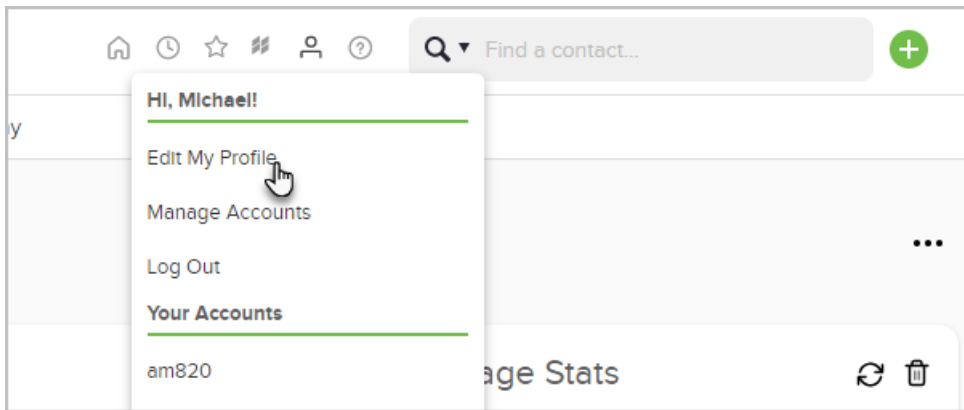 Find a contact...
Hi, Michael!
y
Edit My Profile
Manage Accounts
Log Out
Your Accounts
am820
age Stats